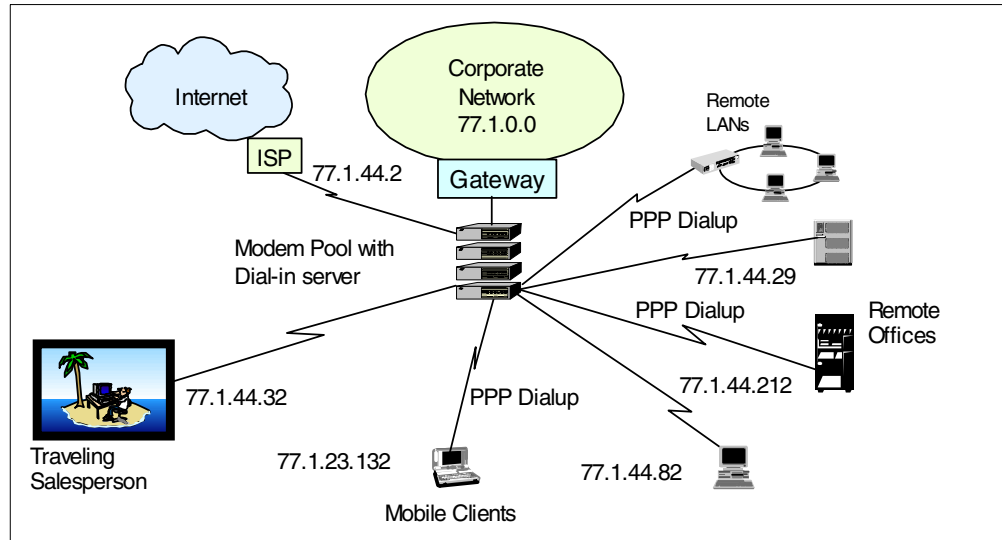 Internet
ISP
77.1.44.2
Corporate
Network
77.1.0.0
Gateway
Remote
LANs
PPP Dialup
Modem Pool with
Dial-in server
77.1.44.29
PPP Dialup
Remote
Offices
77.1.44.212
77.1.44.32
Traveling
Salesperson
PPP Dialup
77.1.23.132
Mobile Clients
77.1.44.82